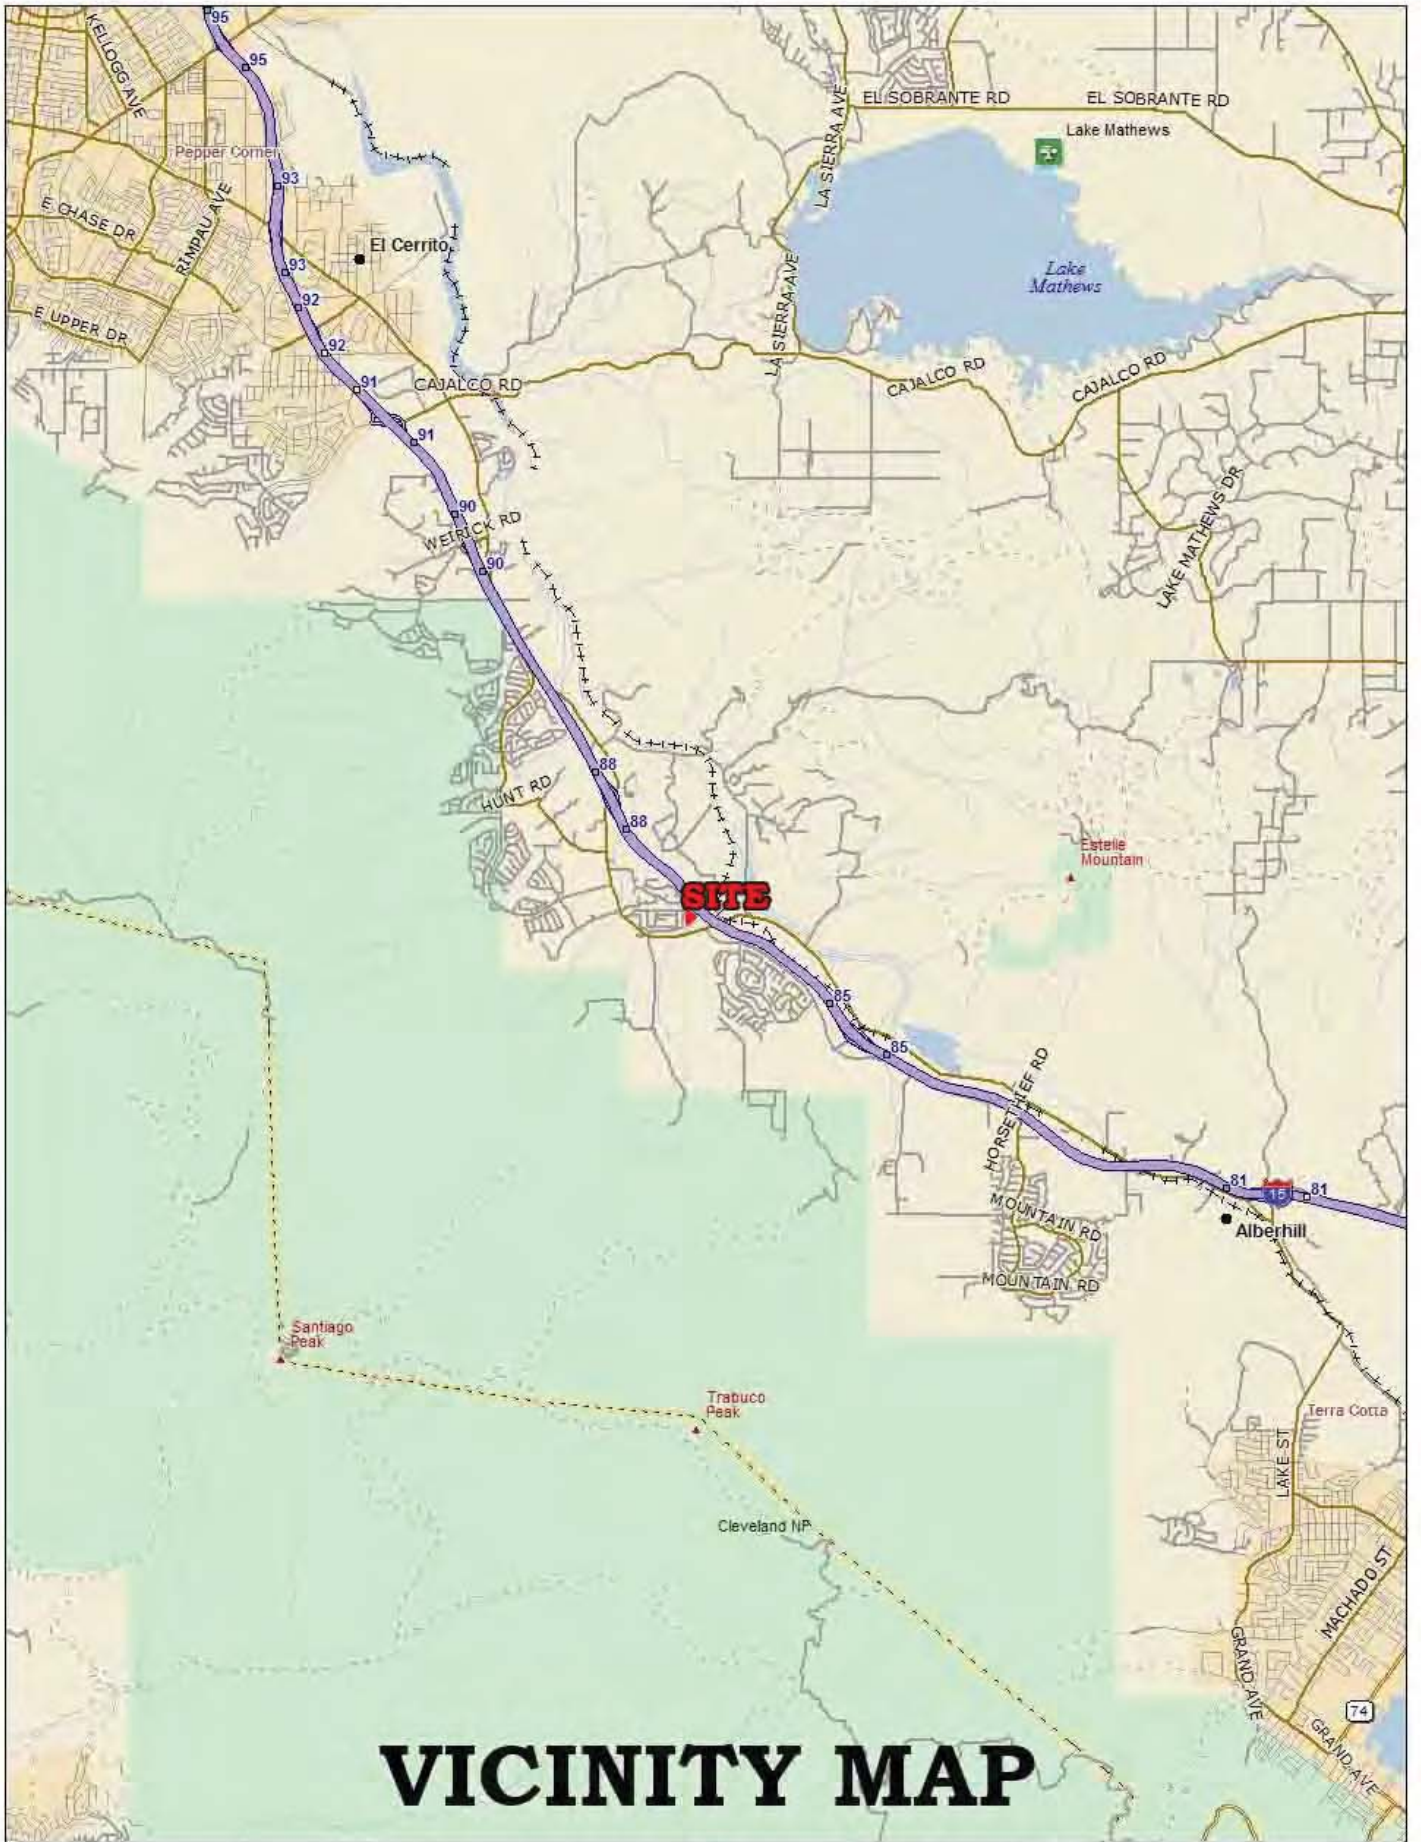 95
KELLOGG AVE
95
EL SOBRANTE RD
EL SOBRANTE RD
LA SIERRA AVE
Lake Mathews
Pepper Corner
93
E CHASE DR
RIMPAU AVE
El Cerrito
93
LA SIERRA AVE
Lake
Mathews
92
E UPPER DR
92
91
CAJALCO RD
CAJALCO RD
CAJALCO RD
91
LAKE MATHEWS DR
90
WEIRICK RD
90
88
HUNT RD
88
Estelle
Mountain
SITE
85
85
HORSETHIEF RD
81
15
81
MOUNTAIN RD
Alberhill
MOUNTAIN RD
Santiago
Peak
Trabuco
Peak
Terra Cotta
LAKE ST
Cleveland NP
MACHADO ST
GRAND AVE
74
GRAND AVE
VICINITY MAP